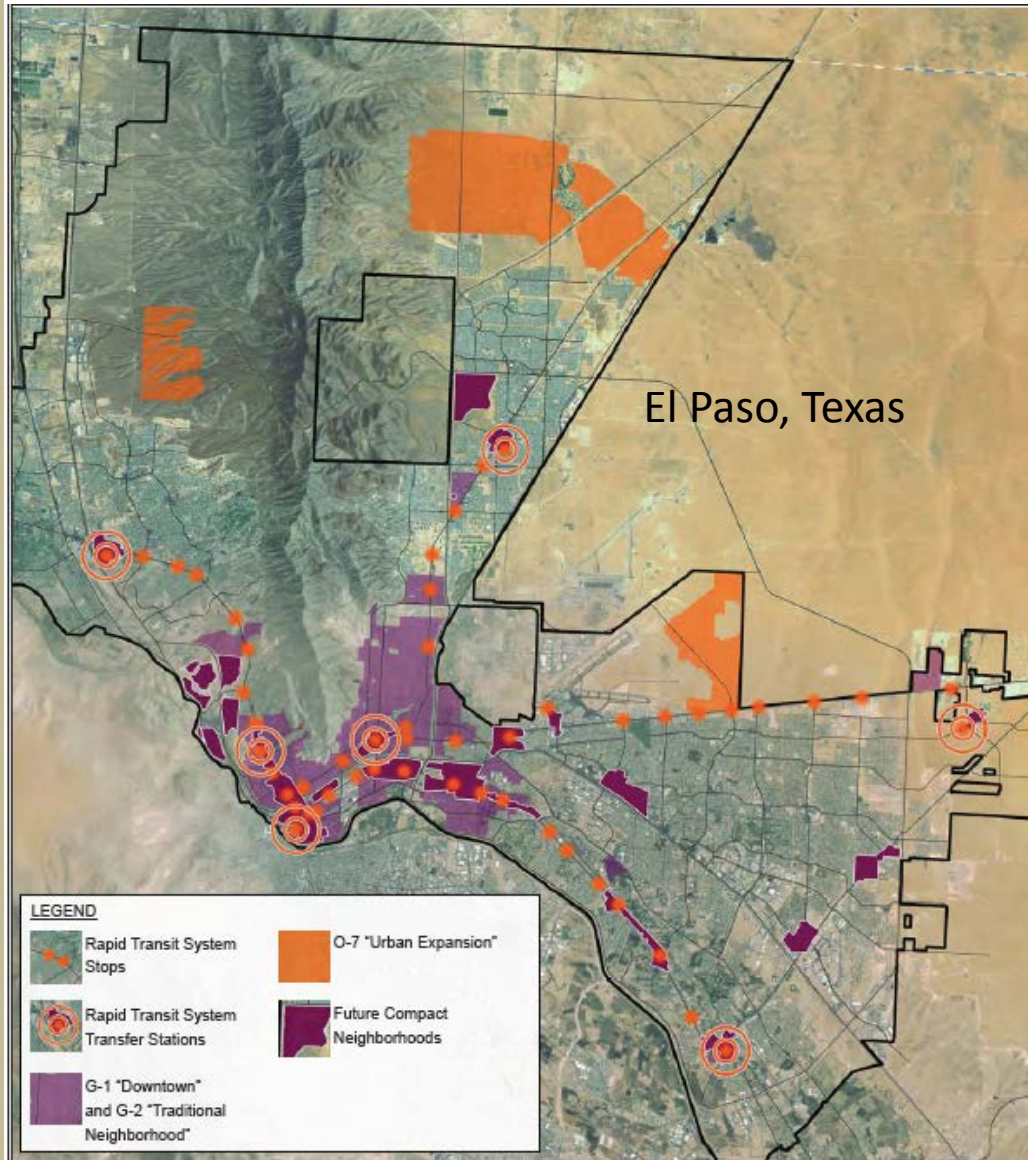 El Paso, Texas
LEGEND
Rapid Transit System
Stops
Rapid Transit System
Transfer Stations
G-1 "Downtown"
and G-2 "Traditional
Neighborhood"
O-7 "Urban Expansion"
Future Compact
Neighborhoods